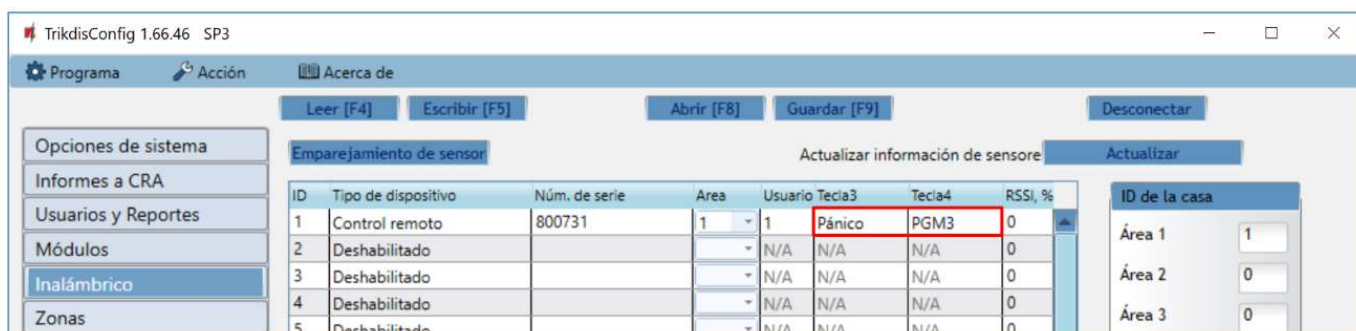 TrikdisConfig 1.66.46 SP3
Programa Acción Acerca de
Leer [F4] Escribir [F5] Abrir [F8] Guardar [F9] Desconectar
Opciones de sistema
Emparejamiento de sensor Actualizar información de sensore Actualizar
Informes a CRA
ID Tipo de dispositivo Núm. de serie Area Usuario Tecla3 Tecla4 RSSI, % ID de la casa
Usuarios y Reportes
1 Control remoto 800731 1 1 Pánico PGM3 0
Área 1 1
Módulos
2 Deshabilitado N/A N/A N/A 0
Inalámbrico
3 Deshabilitado N/A N/A N/A 0
Área 2 0
4 Deshabilitado N/A N/A N/A 0
Zonas
Área 3 0
5 Deshabilitado N/A N/A N/A 0